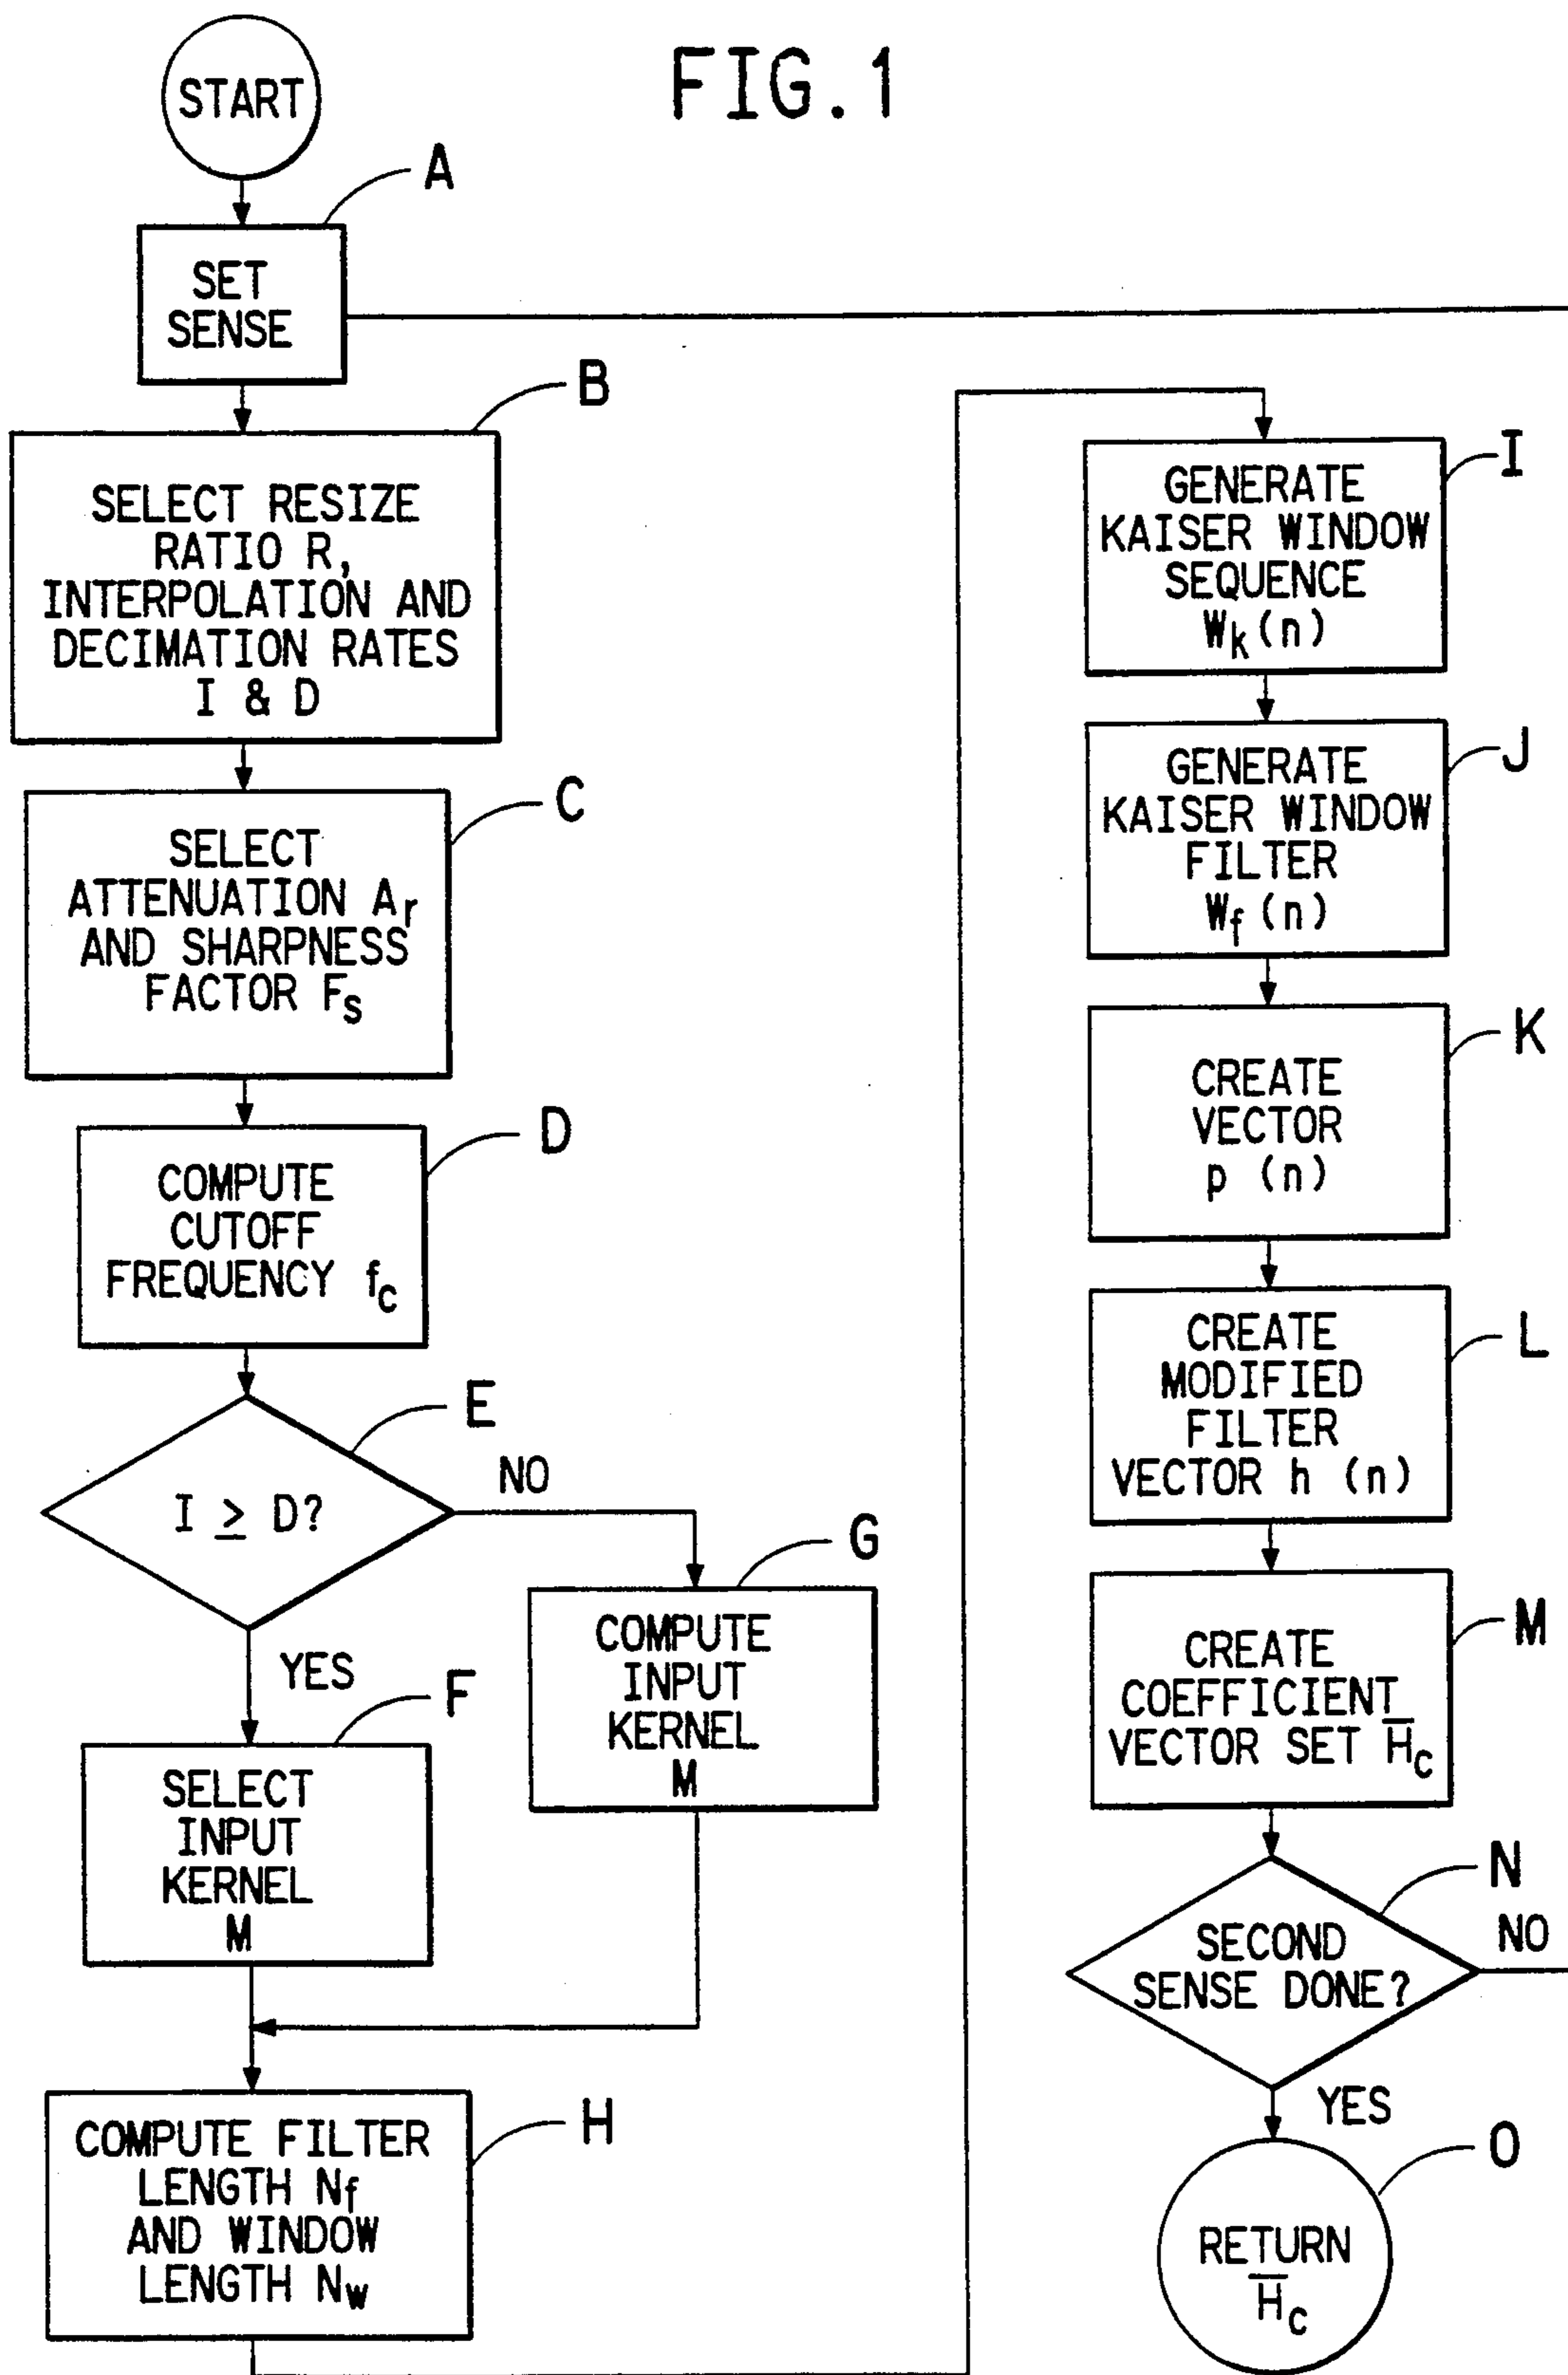 FIG.1
START
A
SET
SENSE
B
SELECT RESIZE
RATIO R,
INTERPOLATION AND
DECIMATION RATES
I & D
C
SELECT
ATTENUATION Ar
AND SHARPNESS
FACTOR Fs
D
COMPUTE
CUTOFF
FREQUENCY fc
E
I ≥ D?
NO
YES
G
COMPUTE
INPUT
KERNEL
M
F
SELECT
INPUT
KERNEL
M
H
COMPUTE FILTER
LENGTH Nf
AND WINDOW
LENGTH Nw
I
GENERATE
KAISER WINDOW
SEQUENCE
Wk(n)
J
GENERATE
KAISER WINDOW
FILTER
Wf(n)
K
CREATE
VECTOR
p (n)
L
CREATE
MODIFIED
FILTER
VECTOR h (n)
M
CREATE
COEFFICIENT
VECTOR SET H̅c
N
SECOND
SENSE DONE?
NO
YES
O
RETURN
H̅c